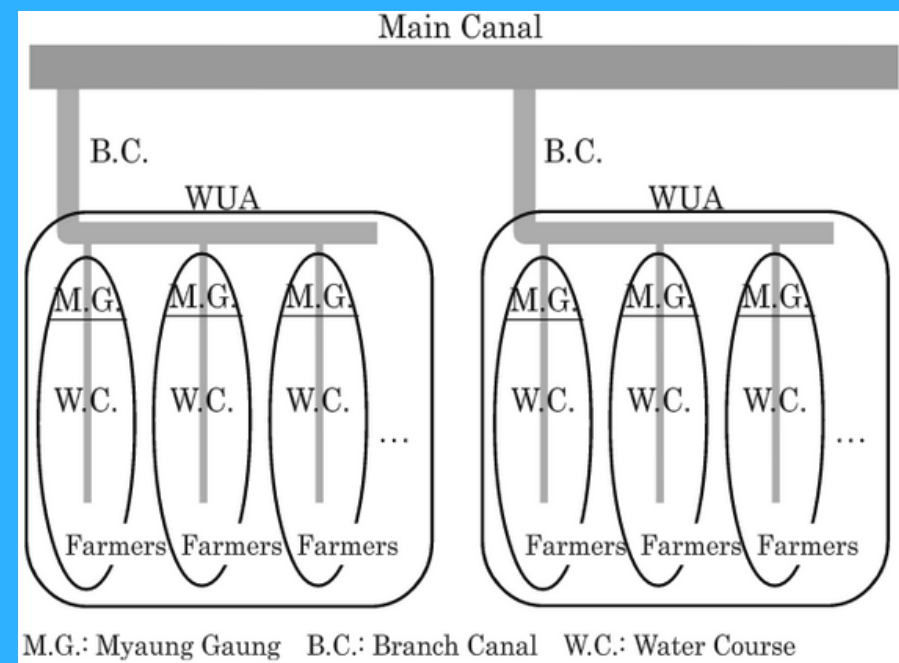 Main Canal
B.C. B.C.
WUA WUA
M.G. M.G. M.G. M.G. M.G. M.G.
W.C. W.C. W.C. W.C. W.C. W.C.
... ...
Farmers Farmers Farmers Farmers Farmers Farmers
M.G.: Myaung Gaung B.C.: Branch Canal W.C.: Water Course